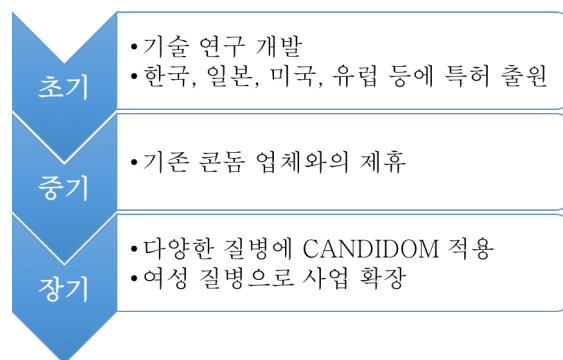 초기
•기술 연구 개발
•한국, 일본, 미국, 유럽 등에 특허 출원
중기
•기존 콘돔 업체와의 제휴
장기
•다양한 질병에 CANDIDOM 적용
•여성 질병으로 사업 확장